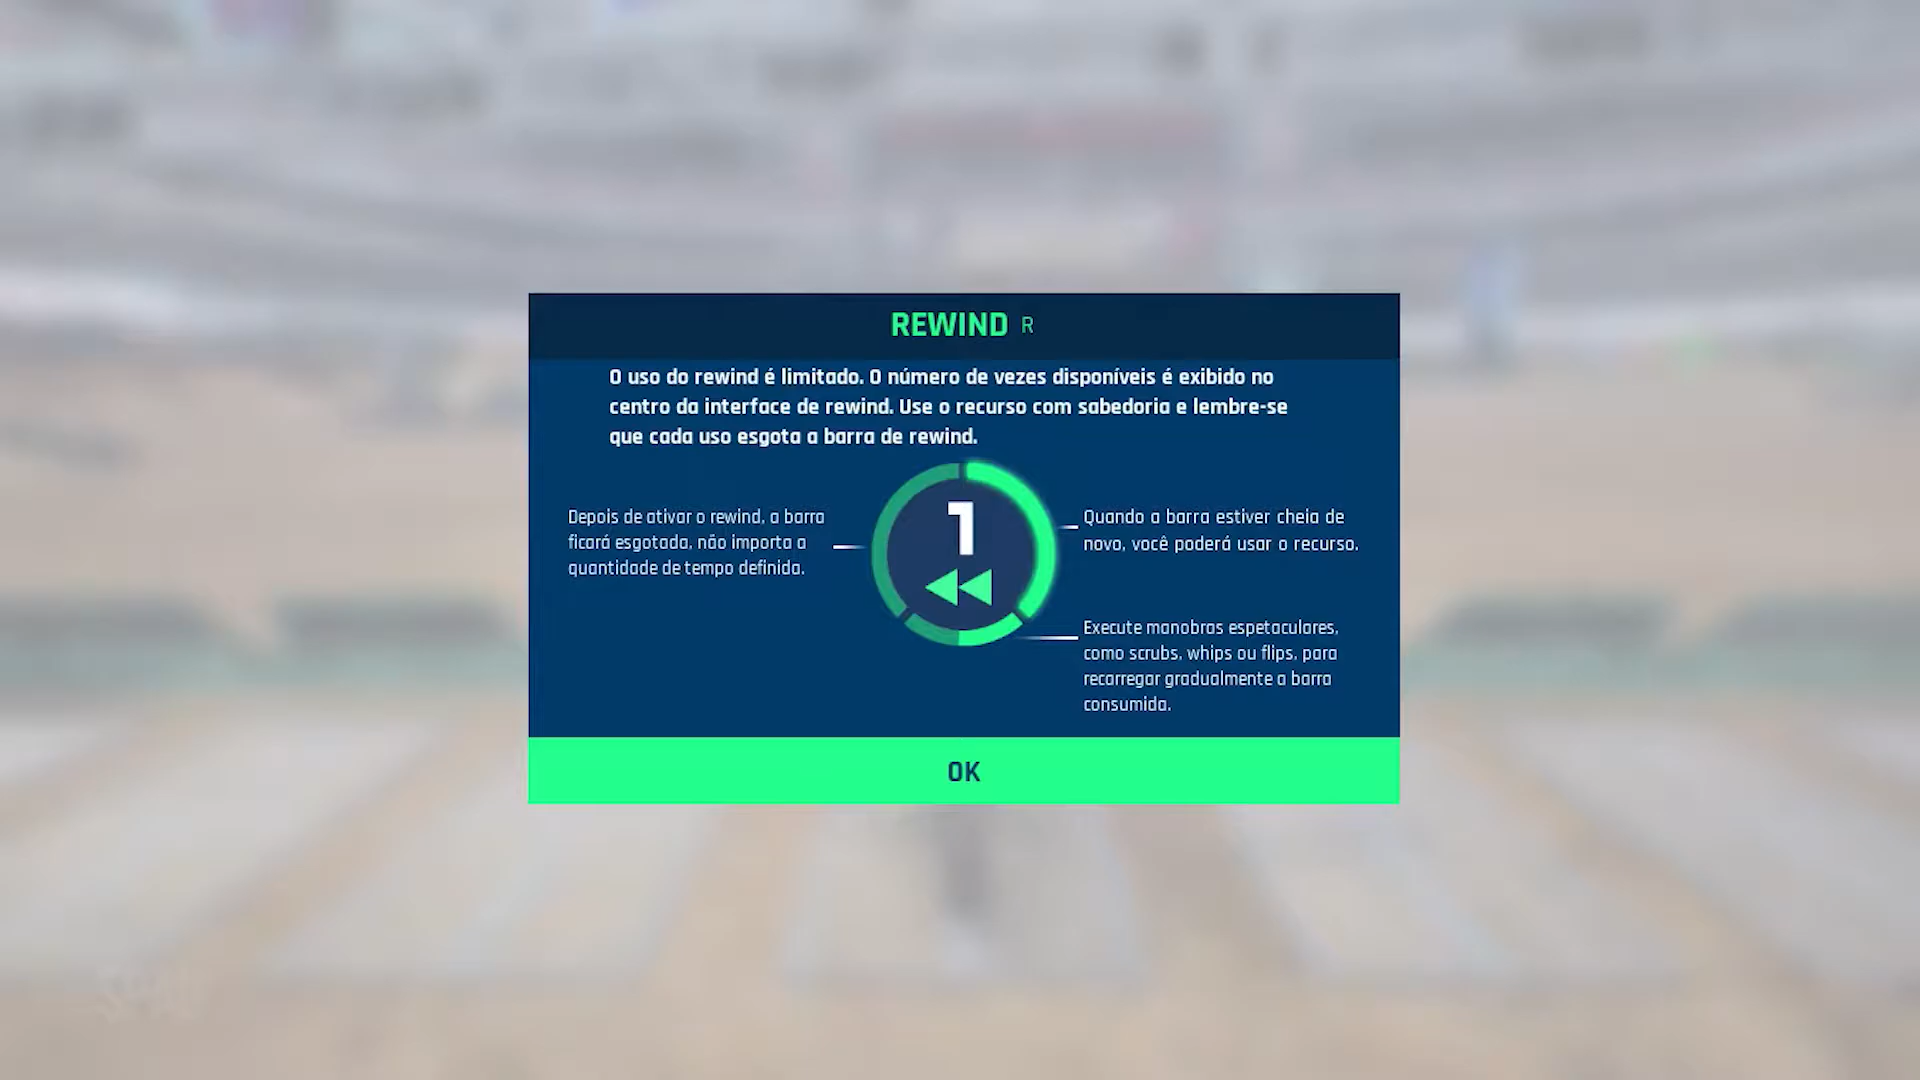 REWIND R
O uso do rewind é limitado. O número de vezes disponíveis é exibido no
centro da interface de rewind. Use o recurso com sabedoria e lembre-se
que cada uso esgota a barra de rewind.
Depois de ativar o rewind, a barra
ficará esgotada, não importa a
quantidade de tempo definida.
1
Quando a barra estiver cheia de
novo, você poderá usar o recurso.
Execute manobras espetaculares,
como scrubs, whips ou flips, para
recarregar gradualmente a barra
consumida.
OK